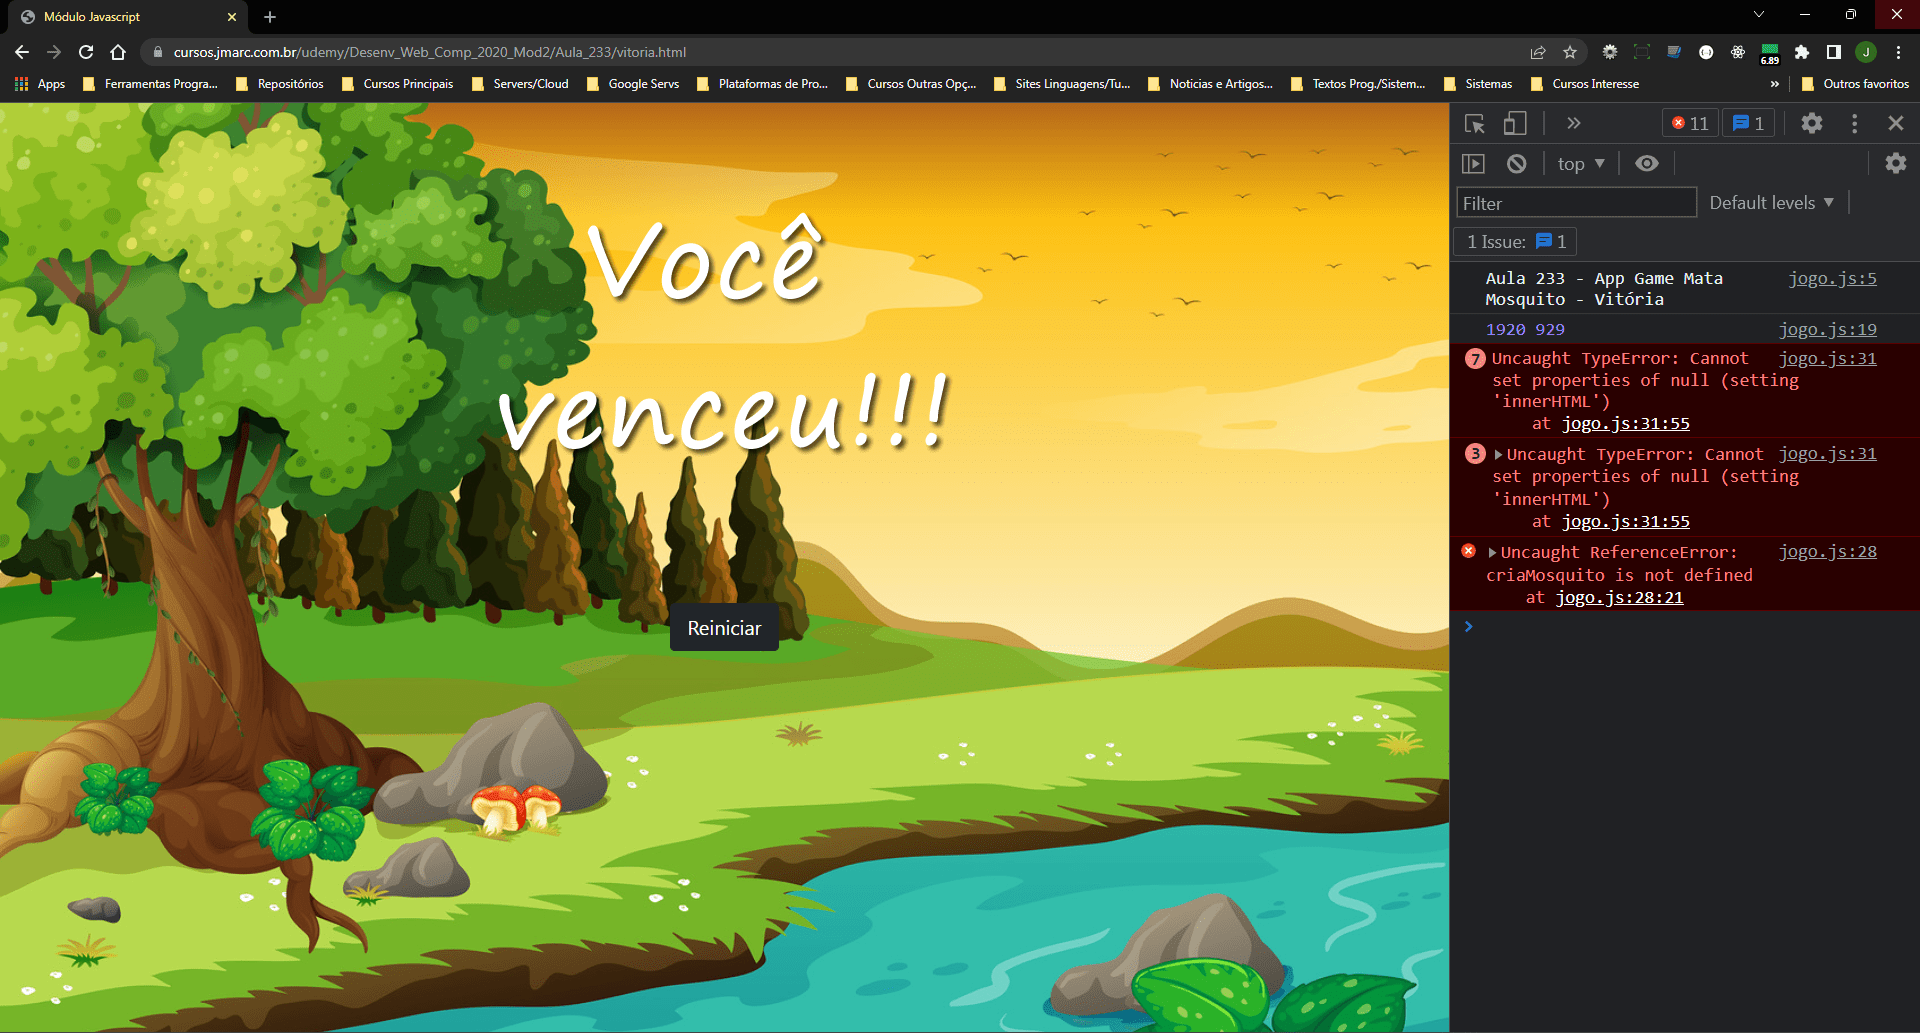 Módulo Javascript
cursos.jmarc.com.br/udemy/Desenv_Web_Comp_2020_Mod2/Aula_233/vitoria.html
6.89
J
Apps Ferramentas Progra... Repositórios Cursos Principais Servers/Cloud Google Servs Plataformas de Pro... Cursos Outras Opç... Sites Linguagens/Tu... Noticias e Artigos... Textos Prog./Sistem... Sistemas Cursos Interesse » Outros favoritos
Você
venceu!!!
Reiniciar
» 11 1
top
Filter Default levels
1 Issue: 1
Aula 233 - App Game Mata jogo.js:5
Mosquito - Vitória
1920 929 jogo.js:19
7 Uncaught TypeError: Cannot jogo.js:31
set properties of null (setting
'innerHTML')
at jogo.js:31:55
3 Uncaught TypeError: Cannot jogo.js:31
set properties of null (setting
'innerHTML')
at jogo.js:31:55
Uncaught ReferenceError: jogo.js:28
criaMosquito is not defined
at jogo.js:28:21